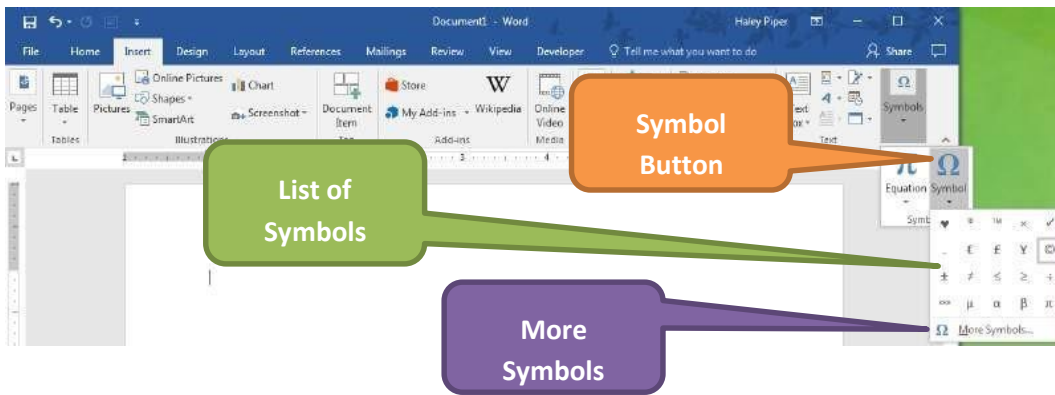 Document1 - Word
Haley Piper
File Home Insert Design Layout References Mailings Review View Developer Tell me what you want to do Share
Pages
Table
Tables
Pictures
Online Pictures
Shapes
SmartArt
Illustrations
Chart
Screenshot
Document
Item
Store
My Add-ins
Wikipedia
Add-ins
Online
Video
Media
Text
Symbols
Symbol
Button
List of
Symbols
More
Symbols
π Ω
Equation Symbol
♥ ™ × ✓
£ ¥ ©
± ≠ ≤ ≥ ÷
∞ µ α β π
Ω More Symbols...